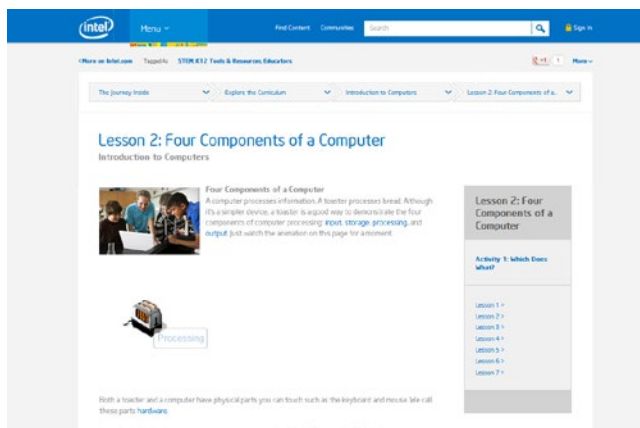 intel
Menu
Find Content Communities Search Sign In
‹More on Intel.com Tagged As STEM K12 Tools & Resources Educators +1 1 More
The Journey Inside Explore the Curriculum Introduction to Computers Lesson 2: Four Components of a..
Lesson 2: Four Components of a Computer
Introduction to Computers
Four Components of a Computer
A computer processes information. A toaster processes bread. Although
it's a simpler device, a toaster is a good way to demonstrate the four
components of computer processing: input, storage, processing, and
output. Just watch the animation on this page for a moment.
Processing
Both a toaster and a computer have physical parts you can touch such as the keyboard and mouse. We call
these parts hardware.
Lesson 2: Four
Components of a
Computer
Activity 1: Which Does
What?
Lesson 1 >
Lesson 2 >
Lesson 3 >
Lesson 4 >
Lesson 5 >
Lesson 6 >
Lesson 7 >